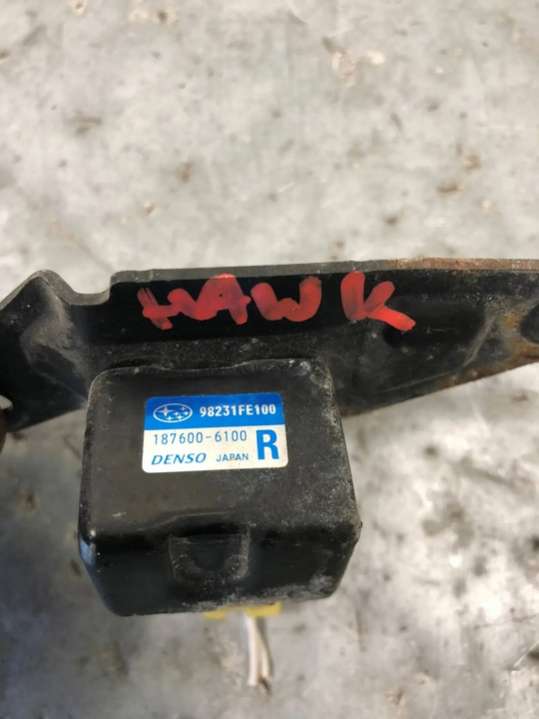 HAWK
98231FE100
187600-6100
DENSO JAPAN R